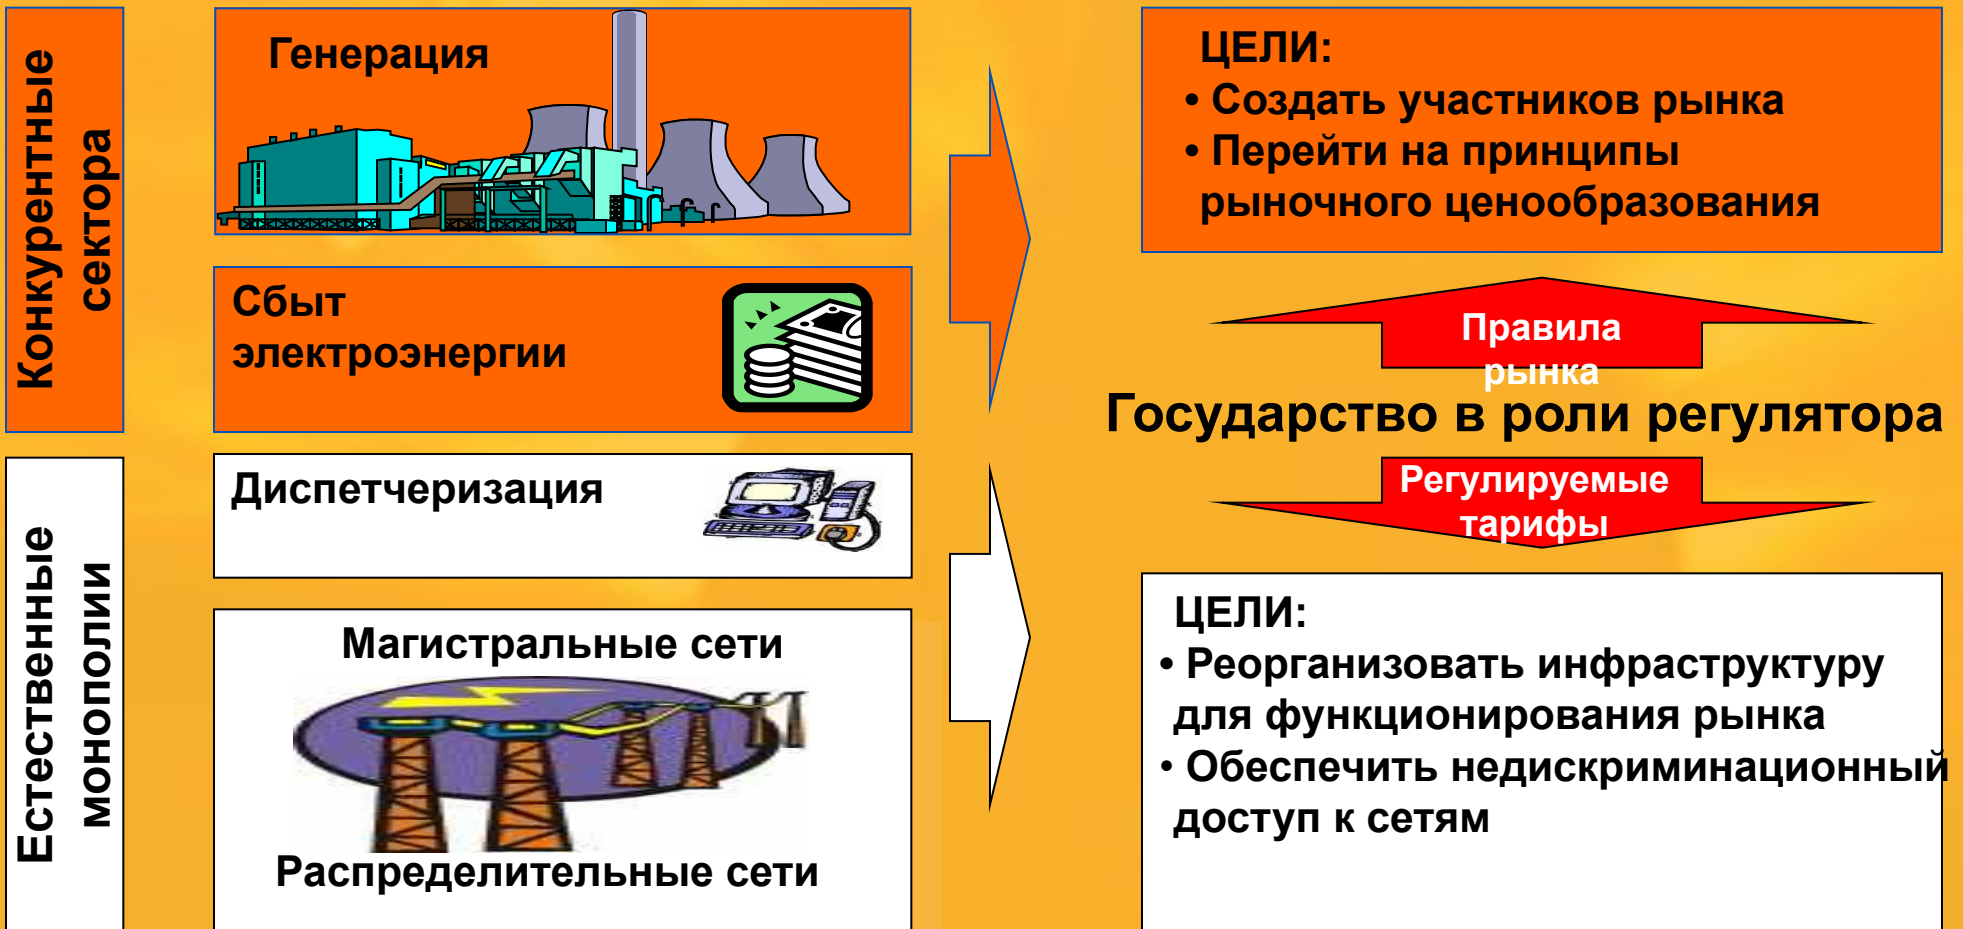 Конкурентные
сектора
Генерация
Сбыт
электроэнергии
ЦЕЛИ:
• Создать участников рынка
• Перейти на принципы
рыночного ценообразования
Правила
рынка
Государство в роли регулятора
Регулируемые
тарифы
Естественные
монополии
Диспетчеризация
Магистральные сети
Распределительные сети
ЦЕЛИ:
• Реорганизовать инфраструктуру
для функционирования рынка
• Обеспечить недискриминационный
доступ к сетям